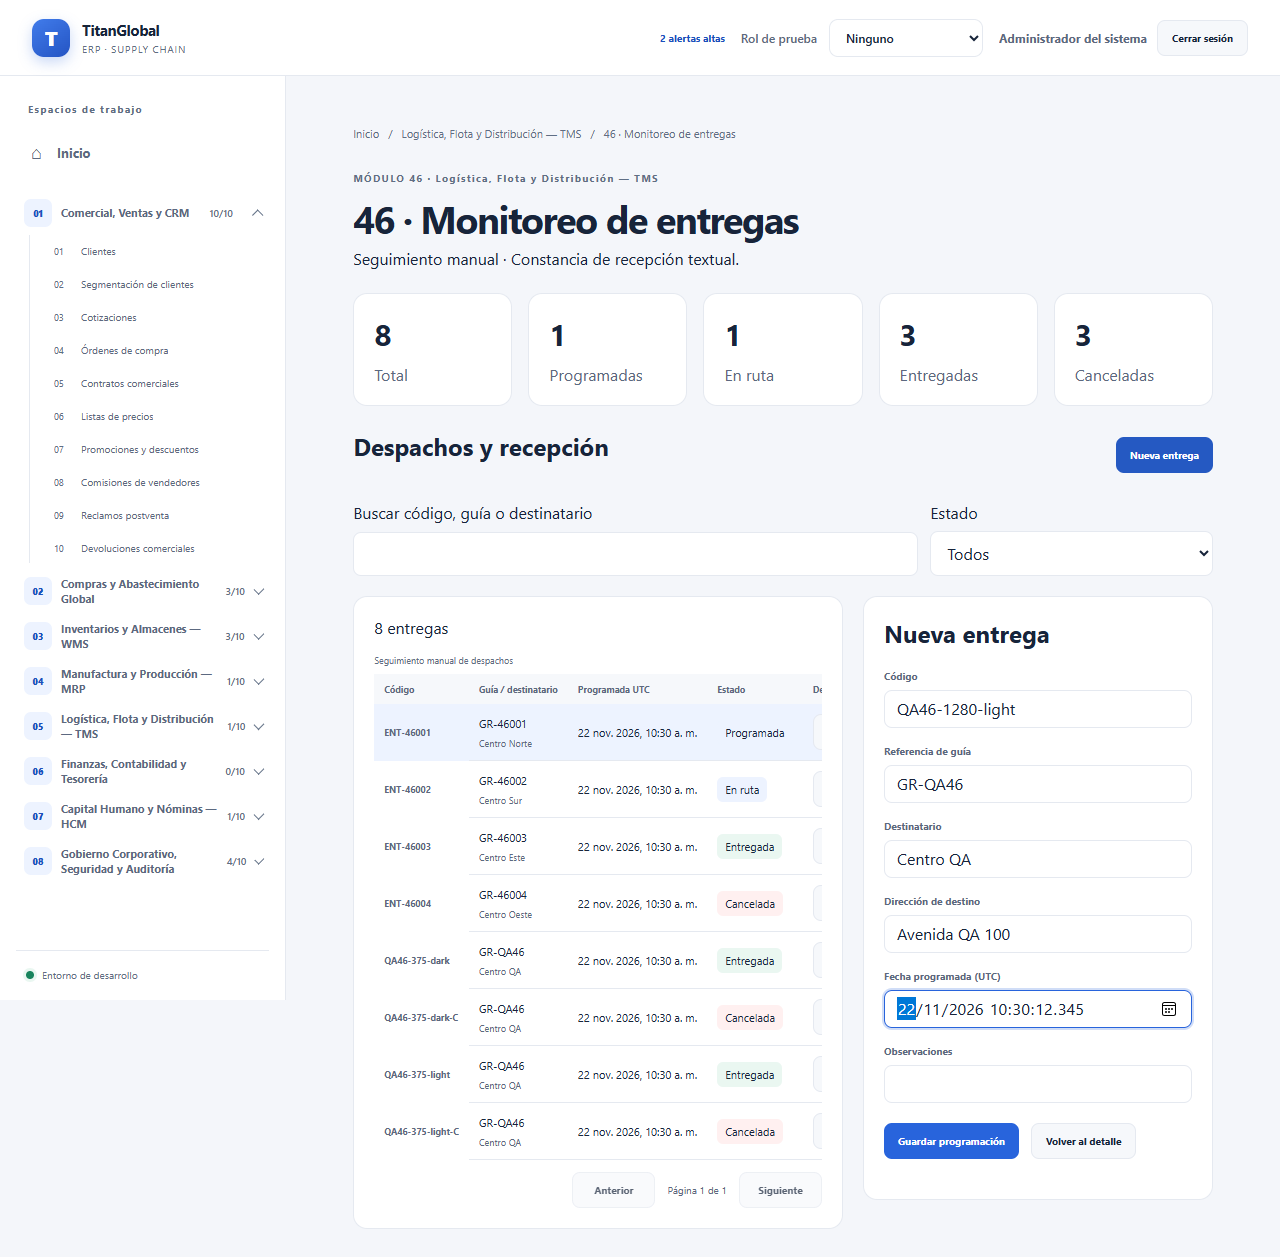 T
TitanGlobal
ERP · SUPPLY CHAIN
2 alertas altas
Rol de prueba
Ninguno
Administrador del sistema
Cerrar sesión
Espacios de trabajo
Inicio
01 Comercial, Ventas y CRM 10/10
01 Clientes
02 Segmentación de clientes
03 Cotizaciones
04 Órdenes de compra
05 Contratos comerciales
06 Listas de precios
07 Promociones y descuentos
08 Comisiones de vendedores
09 Reclamos postventa
10 Devoluciones comerciales
02 Compras y Abastecimiento Global 3/10
03 Inventarios y Almacenes — WMS 3/10
04 Manufactura y Producción — MRP 1/10
05 Logística, Flota y Distribución — TMS 1/10
06 Finanzas, Contabilidad y Tesorería 0/10
07 Capital Humano y Nóminas — HCM 1/10
08 Gobierno Corporativo, Seguridad y Auditoría 4/10
Entorno de desarrollo
Inicio / Logística, Flota y Distribución — TMS / 46 · Monitoreo de entregas
MÓDULO 46 · Logística, Flota y Distribución — TMS
46 · Monitoreo de entregas
Seguimiento manual · Constancia de recepción textual.
8 Total
1 Programadas
1 En ruta
3 Entregadas
3 Canceladas
Despachos y recepción
Nueva entrega
Buscar código, guía o destinatario
Estado
Todos
8 entregas
Seguimiento manual de despachos
Código Guía / destinatario Programada UTC Estado De
ENT-46001 GR-46001 Centro Norte 22 nov. 2026, 10:30 a. m. Programada
ENT-46002 GR-46002 Centro Sur 22 nov. 2026, 10:30 a. m. En ruta
ENT-46003 GR-46003 Centro Este 22 nov. 2026, 10:30 a. m. Entregada
ENT-46004 GR-46004 Centro Oeste 22 nov. 2026, 10:30 a. m. Cancelada
QA46-375-dark GR-QA46 Centro QA 22 nov. 2026, 10:30 a. m. Entregada
QA46-375-dark-C GR-QA46 Centro QA 22 nov. 2026, 10:30 a. m. Cancelada
QA46-375-light GR-QA46 Centro QA 22 nov. 2026, 10:30 a. m. Entregada
QA46-375-light-C GR-QA46 Centro QA 22 nov. 2026, 10:30 a. m. Cancelada
Anterior
Página 1 de 1
Siguiente
Nueva entrega
Código
QA46-1280-light
Referencia de guía
GR-QA46
Destinatario
Centro QA
Dirección de destino
Avenida QA 100
Fecha programada (UTC)
22/11/2026 10:30:12.345
Observaciones
Guardar programación
Volver al detalle